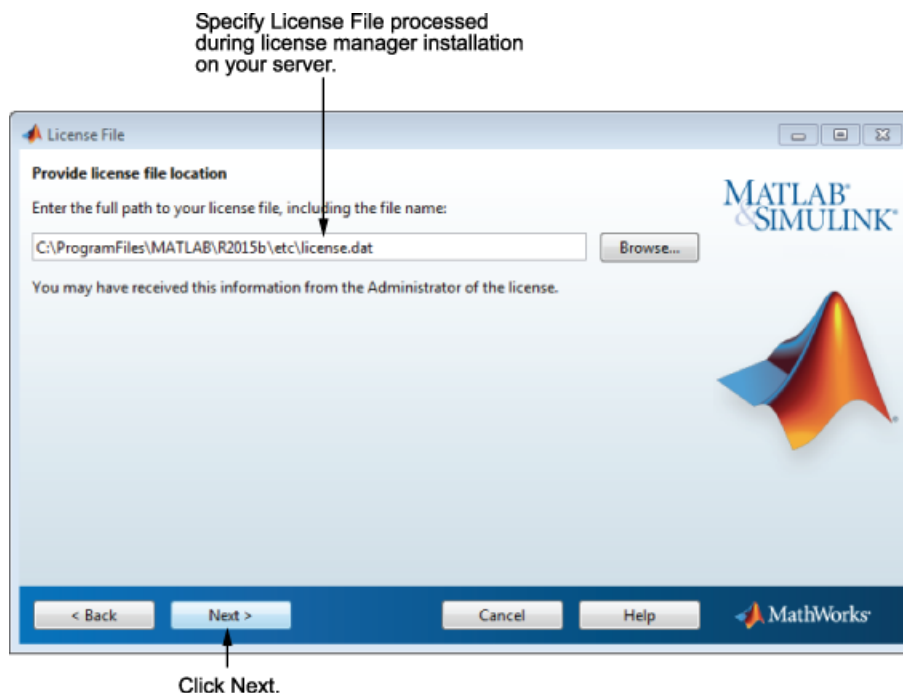 Specify License File processed
during license manager installation
on your server.
License File
Provide license file location
Enter the full path to your license file, including the file name:
MATLAB®
&SIMULINK®
C:\ProgramFiles\MATLAB\R2015b\etc\license.dat
Browse...
You may have received this information from the Administrator of the license.
< Back
Next >
Cancel
Help
MathWorks®
Click Next.